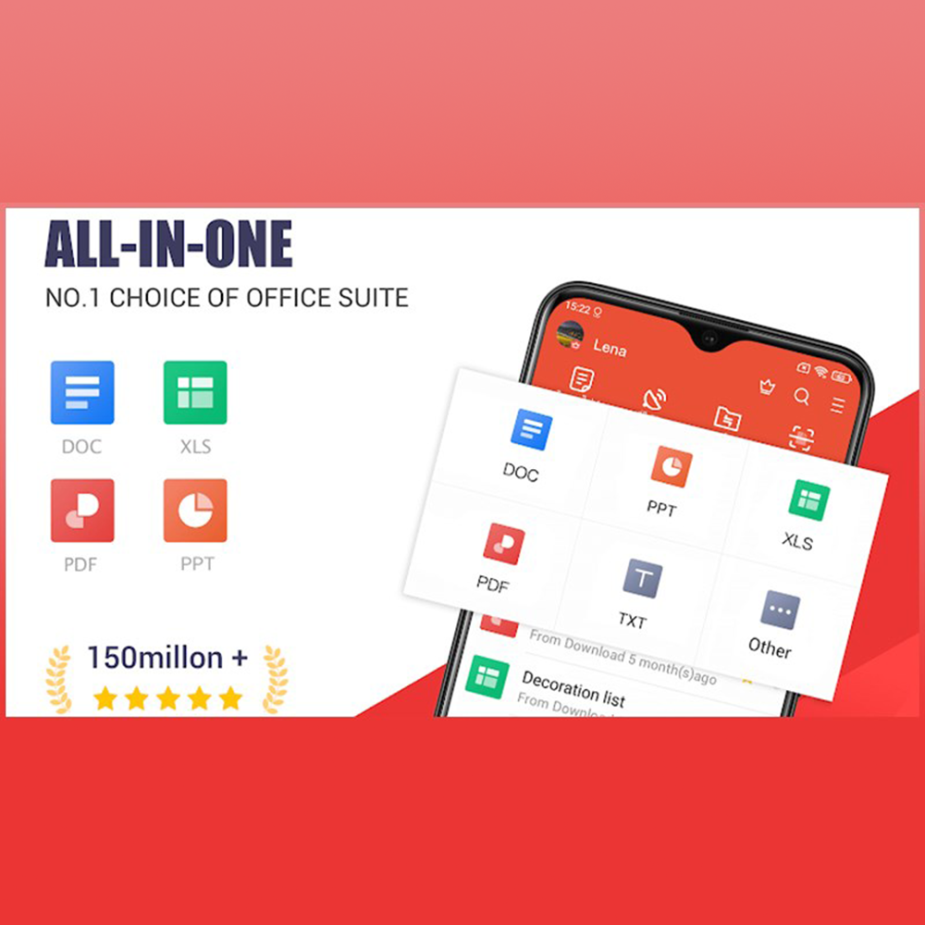 ALL-IN-ONE
NO.1 CHOICE OF OFFICE SUITE
DOC
XLS
PDF
PPT
150millon +
15:22
Lena
DOC
PPT
XLS
PDF
TXT
Other
From Download 5 month(s)ago
Decoration list
From